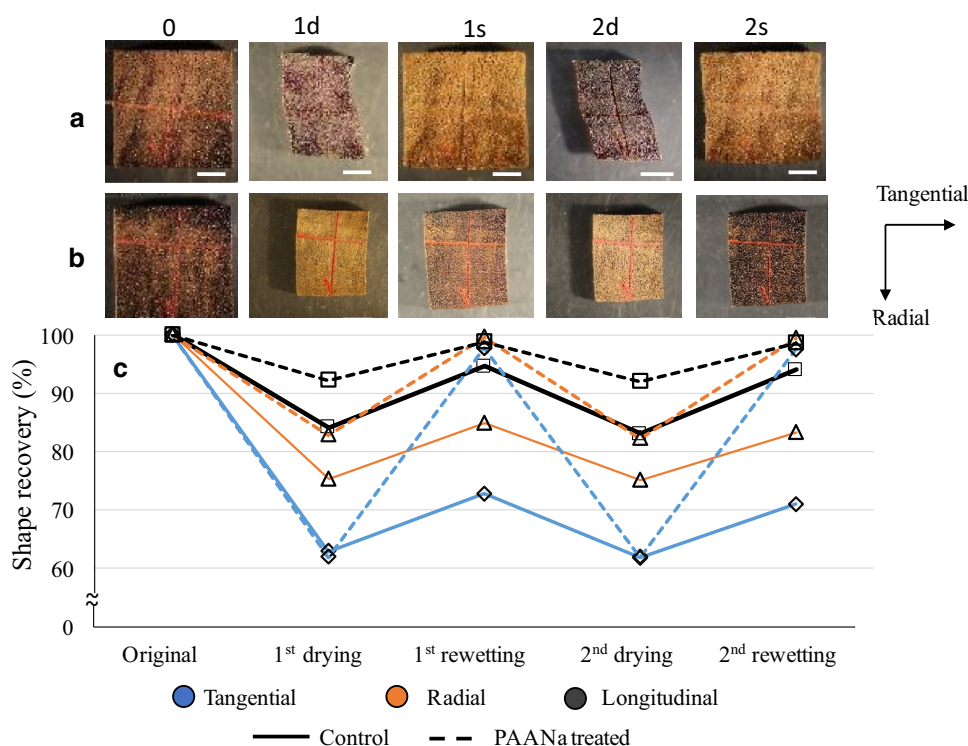 0 1d 1s 2d 2s
a
Tangential
b
Radial
c
Shape recovery (%)
100
90
80
70
60
≈
0
Original 1st drying 1st rewetting 2nd drying 2nd rewetting
Tangential Radial Longitudinal
Control PAANa treated